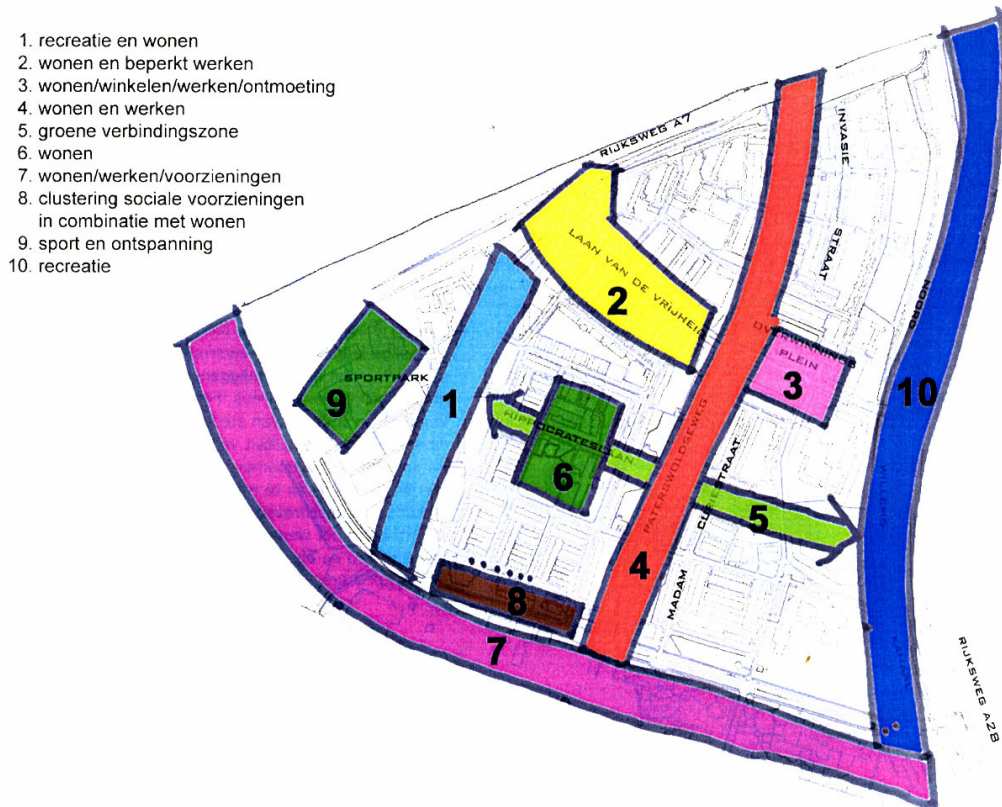 1. recreatie en wonen
2. wonen en beperkt werken
3. wonen/winkelen/werken/ontmoeting
4. wonen en werken
5. groene verbindingszone
6. wonen
7. wonen/werken/voorzieningen
8. clustering sociale voorzieningen
in combinatie met wonen
9. sport en ontspanning
10. recreatie
RIJKSWEG A7
INVASIE
STRAAT
LAAN VAN DE VRIJHEID
2
NOORD
OVERWINNINGS
PLEIN
3
SPORTPARK
9
1
10
HIPPOCRATESLAAN
6
PATERSWOLDSEWEG
CURIESTRAAT
MADAM
5
WILLEMS
4
8
7
KANAAL
RIJKSWEG A28